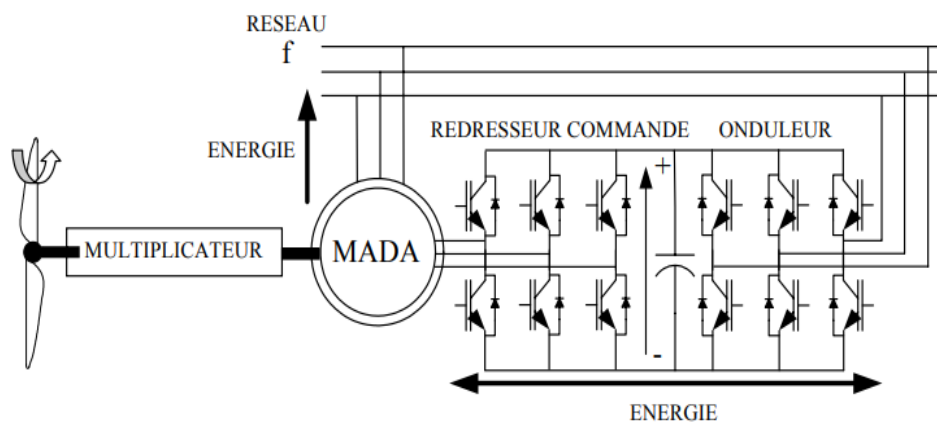 RESEAU
f
REDRESSEUR COMMANDE ONDULEUR
ENERGIE
+
MULTIPLICATEUR
MADA
-
ENERGIE